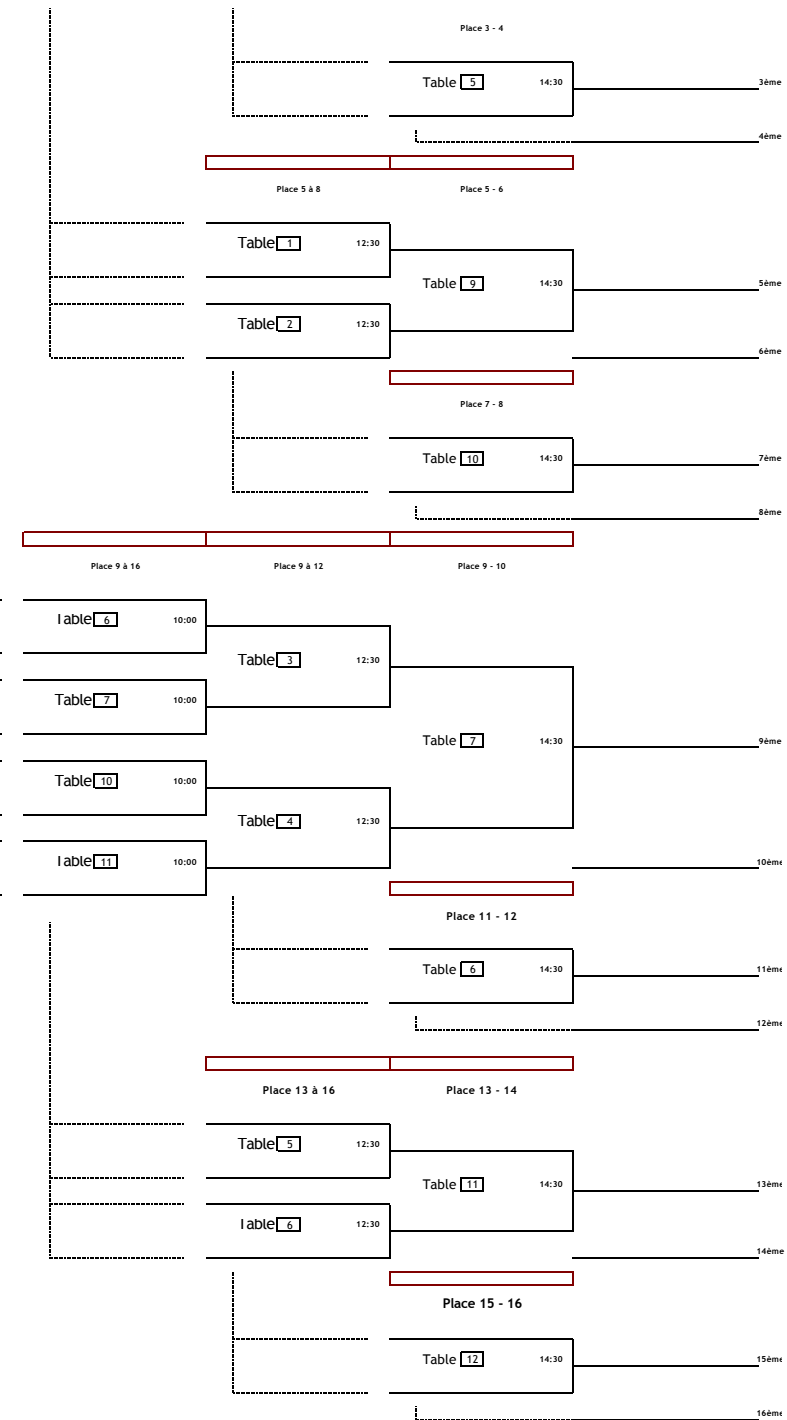 Place 3 - 4
Table 5 14:30 3ème
4ème
Place 5 à 8 Place 5 - 6
Table 1 12:30
Table 9 14:30 5ème
Table 2 12:30
6ème
Place 7 - 8
Table 10 14:30 7ème
8ème
Place 9 à 16 Place 9 à 12 Place 9 - 10
Table 6 10:00
Table 3 12:30
Table 7 10:00
Table 7 14:30 9ème
Table 10 10:00
Table 4 12:30
Table 11 10:00 10ème
Place 11 - 12
Table 6 14:30 11ème
12ème
Place 13 à 16 Place 13 - 14
Table 5 12:30
Table 11 14:30 13ème
Table 6 12:30
14ème
Place 15 - 16
Table 12 14:30 15ème
16ème